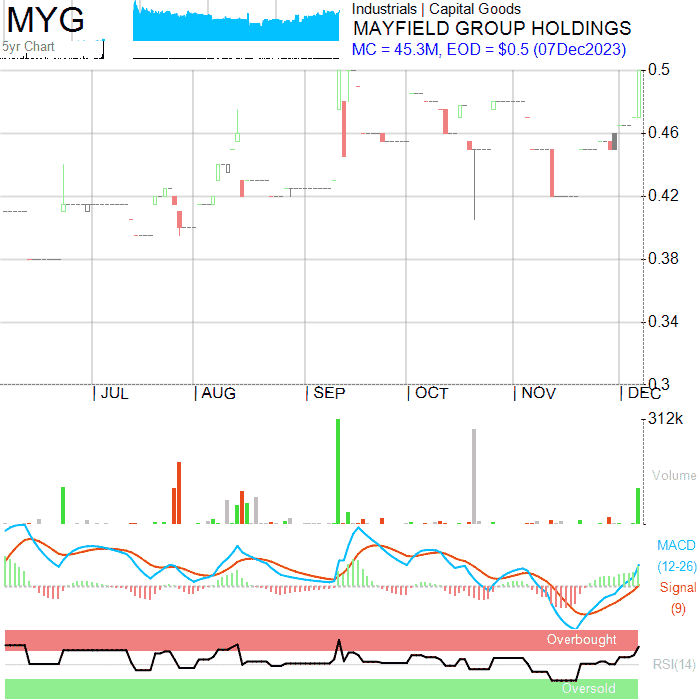 MYG
5yr Chart
Industrials | Capital Goods
MAYFIELD GROUP HOLDINGS
MC = 45.3M, EOD = $0.5 (07Dec2023)
0.5
0.46
0.42
0.38
0.34
0.3
JUL AUG SEP OCT NOV DEC
312k
Volume
MACD
(12-26)
Signal
(9)
Overbought
RSI(14)
Oversold